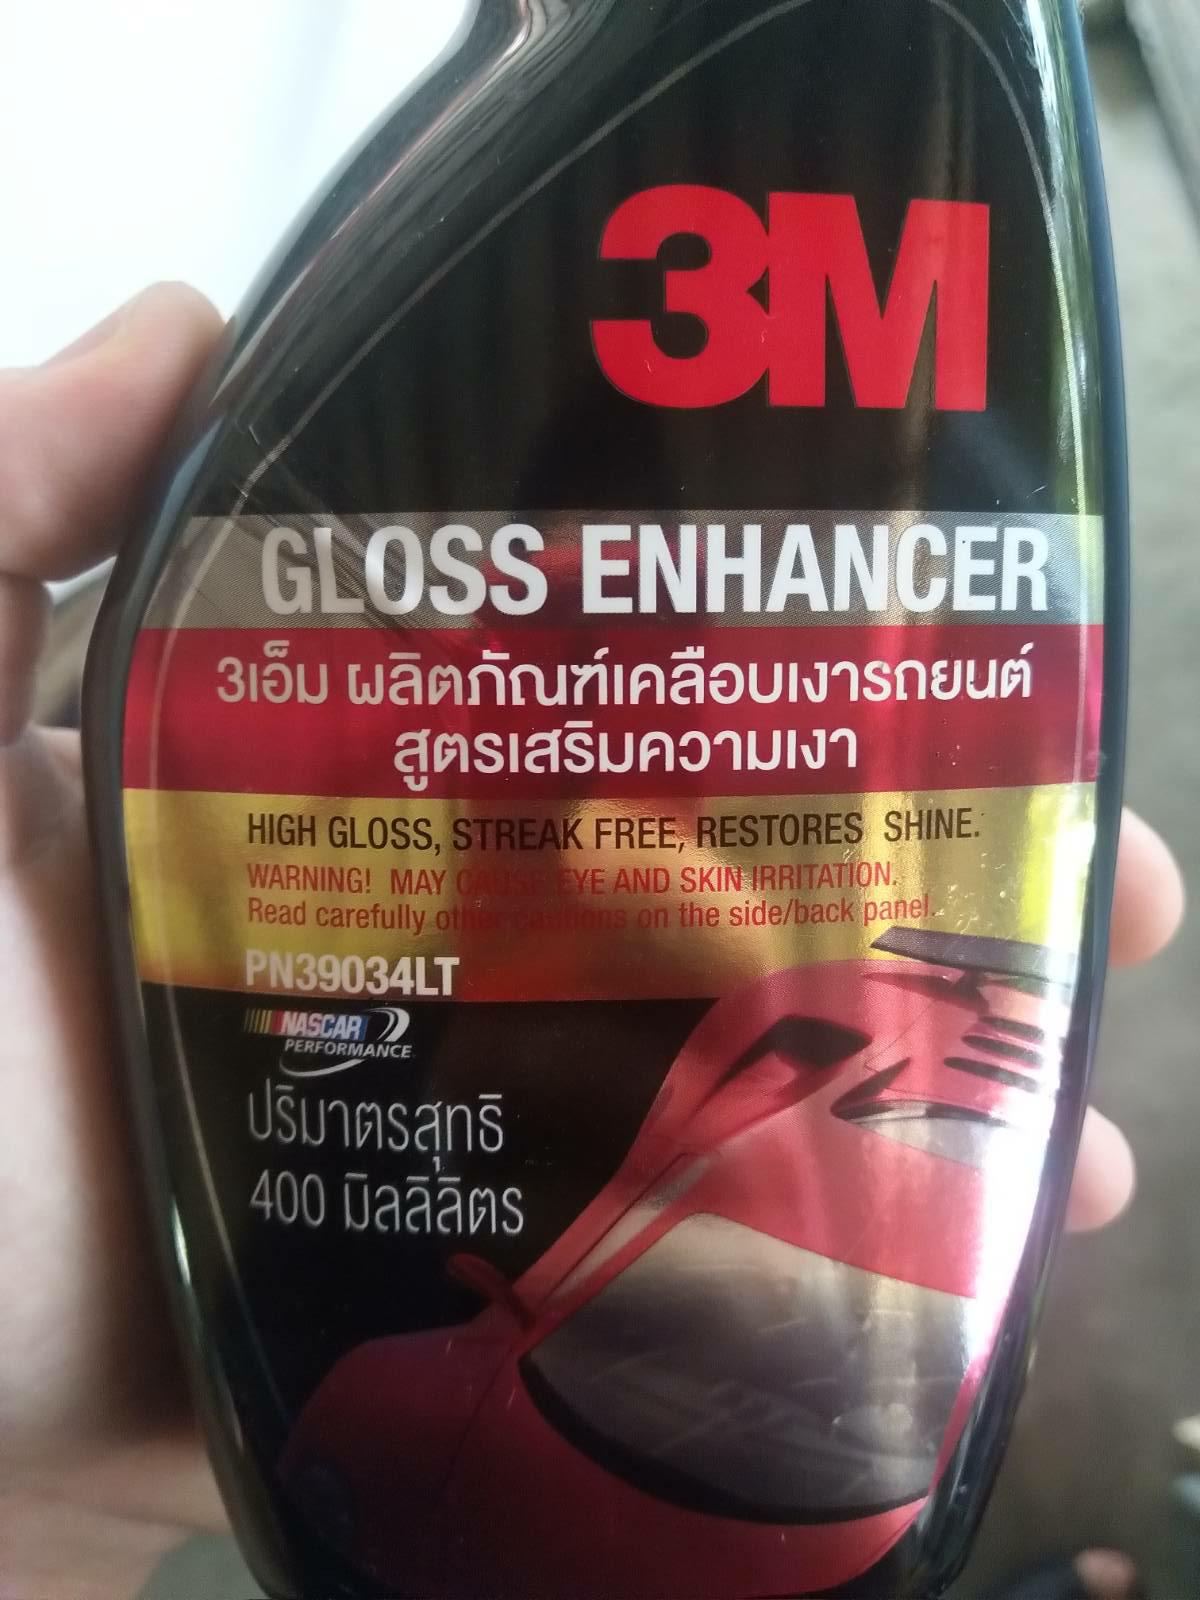 3M
GLOSS ENHANCER
3เอ็ม ผลิตภัณฑ์เคลือบเงารถยนต์
สูตรเสริมความเงา
HIGH GLOSS, STREAK FREE, RESTORES SHINE.
WARNING! MAY CAUSE EYE AND SKIN IRRITATION.
Read carefully other cautions on the side/back panel.
PN39034LT
NASCAR
PERFORMANCE
ปริมาตรสุทธิ
400 มิลลิลิตร